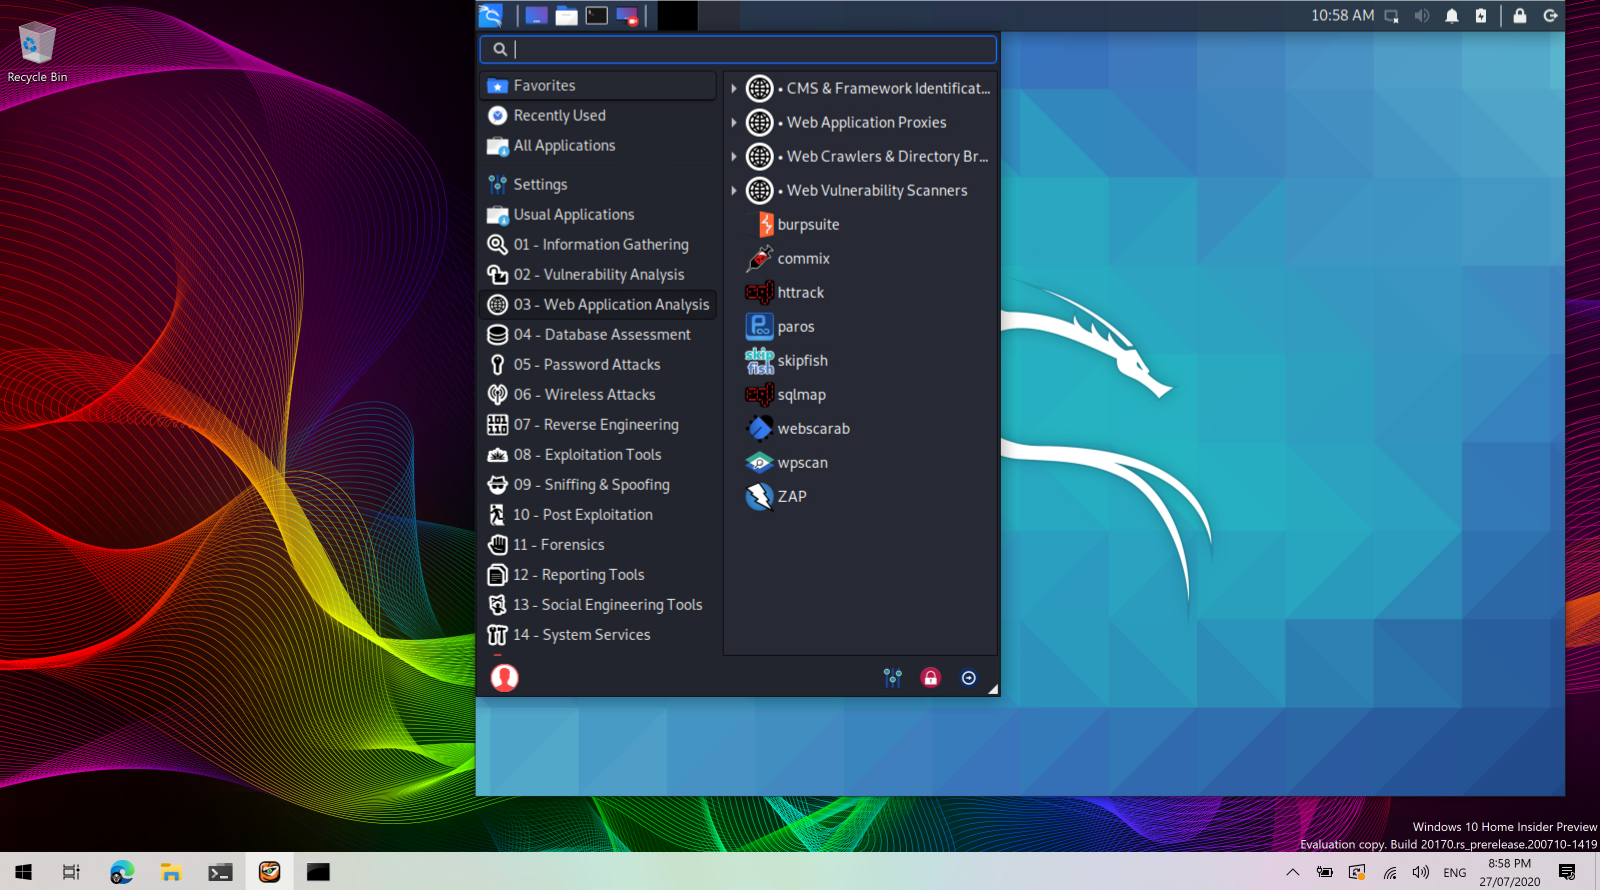 Recycle Bin
10:58 AM
Favorites
Recently Used
All Applications
Settings
Usual Applications
01 - Information Gathering
02 - Vulnerability Analysis
03 - Web Application Analysis
04 - Database Assessment
05 - Password Attacks
06 - Wireless Attacks
07 - Reverse Engineering
08 - Exploitation Tools
09 - Sniffing & Spoofing
10 - Post Exploitation
11 - Forensics
12 - Reporting Tools
13 - Social Engineering Tools
14 - System Services
• CMS & Framework Identificat...
• Web Application Proxies
• Web Crawlers & Directory Br...
• Web Vulnerability Scanners
burpsuite
commix
httrack
paros
skip
fish
skipfish
sqlmap
webscarab
wpscan
ZAP
Windows 10 Home Insider Preview
Evaluation copy. Build 20170.rs_prerelease.200710-1419
ENG
8:58 PM
27/07/2020